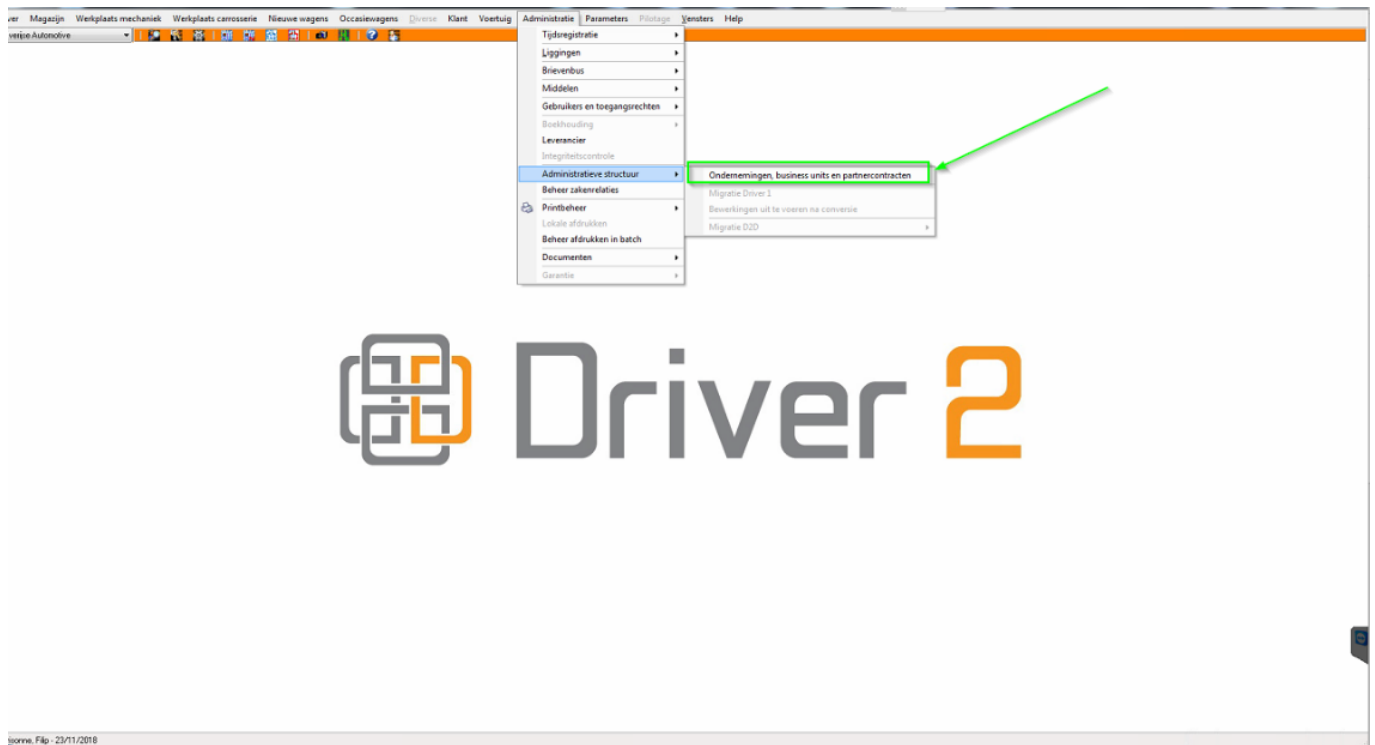 Magazijn Werkplaats mechaniek Werkplaats carrosserie Nieuwe wagens Occasiewagens Diverse Klant Voertuig Administratie Parameters Pilotage Vensters Help
Automotive
Tijdsregistratie
Liggingen
Brievenbus
Middelen
Gebruikers en toegangsrechten
Boekhouding
Leverancier
Integriteitscontrole
Administratieve structuur
Ondernemingen, business units en partnercontracten
Beheer zakenrelaties
Migratie Driver 1
Printbeheer
Bewerkingen uit te voeren na conversie
Lokale afdrukken
Migratie D2D
Beheer afdrukken in batch
Documenten
Garantie
Driver 2
Filip - 23/11/2018